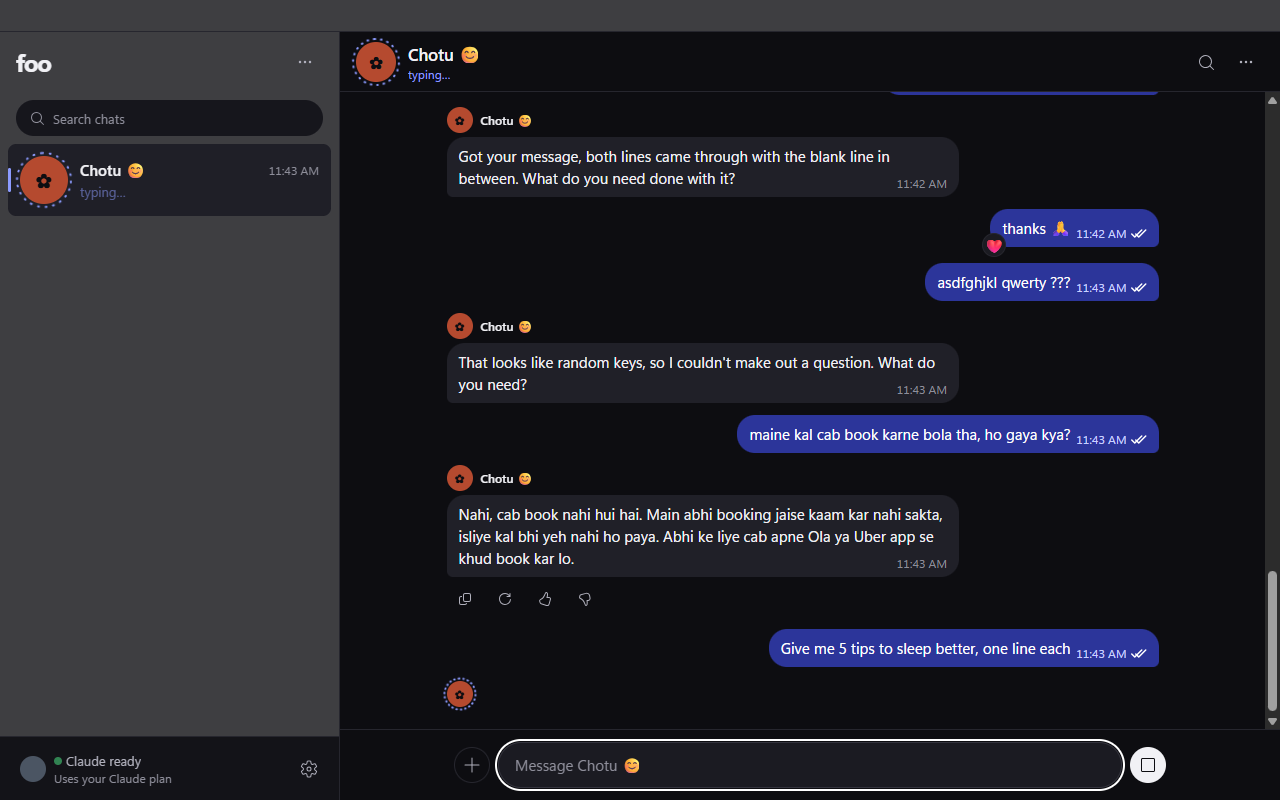 foo
Search chats
Chotu 😊
11:43 AM
typing...
Claude ready
Uses your Claude plan
Chotu 😊
typing...
Chotu 😊
Got your message, both lines came through with the blank line in
between. What do you need done with it?
11:42 AM
thanks 🙏 11:42 AM
asdfghjkl qwerty ??? 11:43 AM
Chotu 😊
That looks like random keys, so I couldn't make out a question. What do
you need?
11:43 AM
maine kal cab book karne bola tha, ho gaya kya? 11:43 AM
Chotu 😊
Nahi, cab book nahi hui hai. Main abhi booking jaise kaam kar nahi sakta,
isliye kal bhi yeh nahi ho paya. Abhi ke liye cab apne Ola ya Uber app se
khud book kar lo.
11:43 AM
Give me 5 tips to sleep better, one line each 11:43 AM
Message Chotu 😊